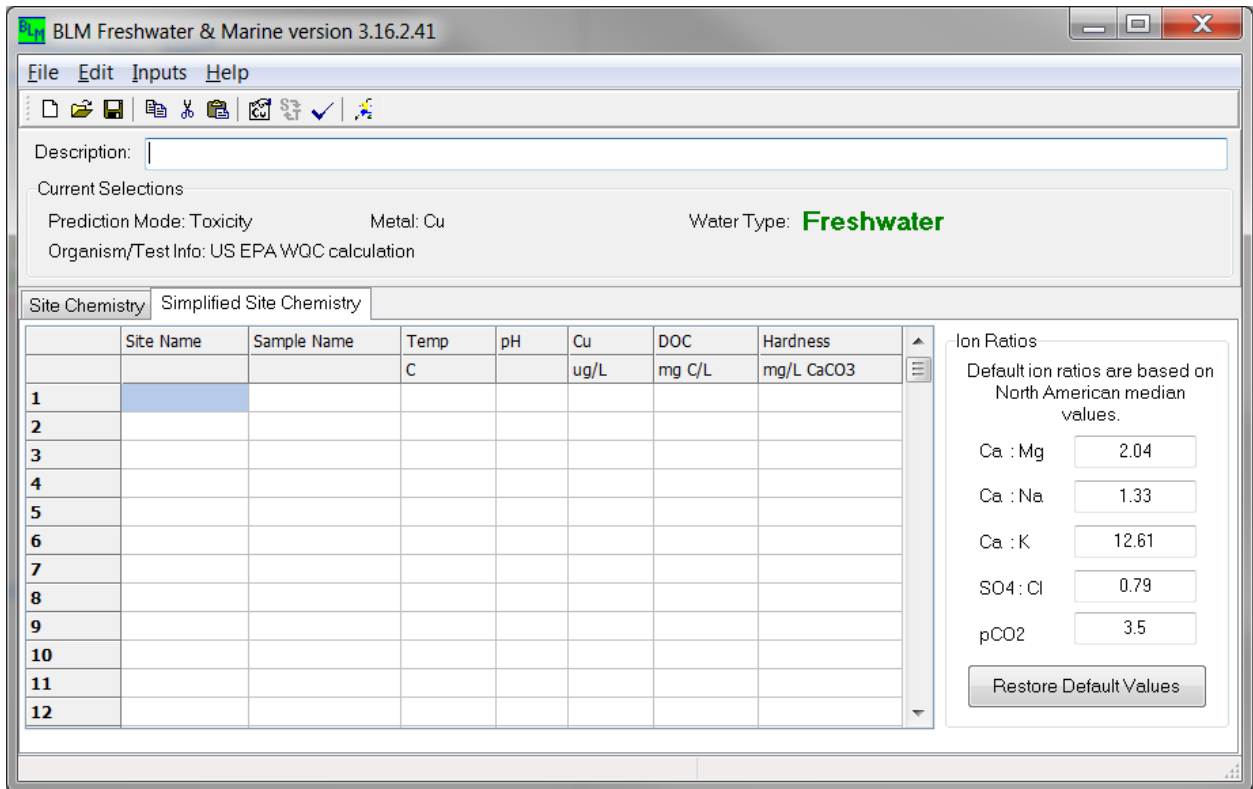 BLM BLM Freshwater & Marine version 3.16.2.41
File Edit Inputs Help
Description:
Current Selections
Prediction Mode: Toxicity Metal: Cu Water Type: Freshwater
Organism/Test Info: US EPA WQC calculation
Site Chemistry Simplified Site Chemistry
Site Name Sample Name Temp pH Cu DOC Hardness
C ug/L mg C/L mg/L CaCO3
1
2
3
4
5
6
7
8
9
10
11
12
Ion Ratios
Default ion ratios are based on
North American median
values.
Ca : Mg 2.04
Ca : Na 1.33
Ca : K 12.61
SO4 : Cl 0.79
pCO2 3.5
Restore Default Values